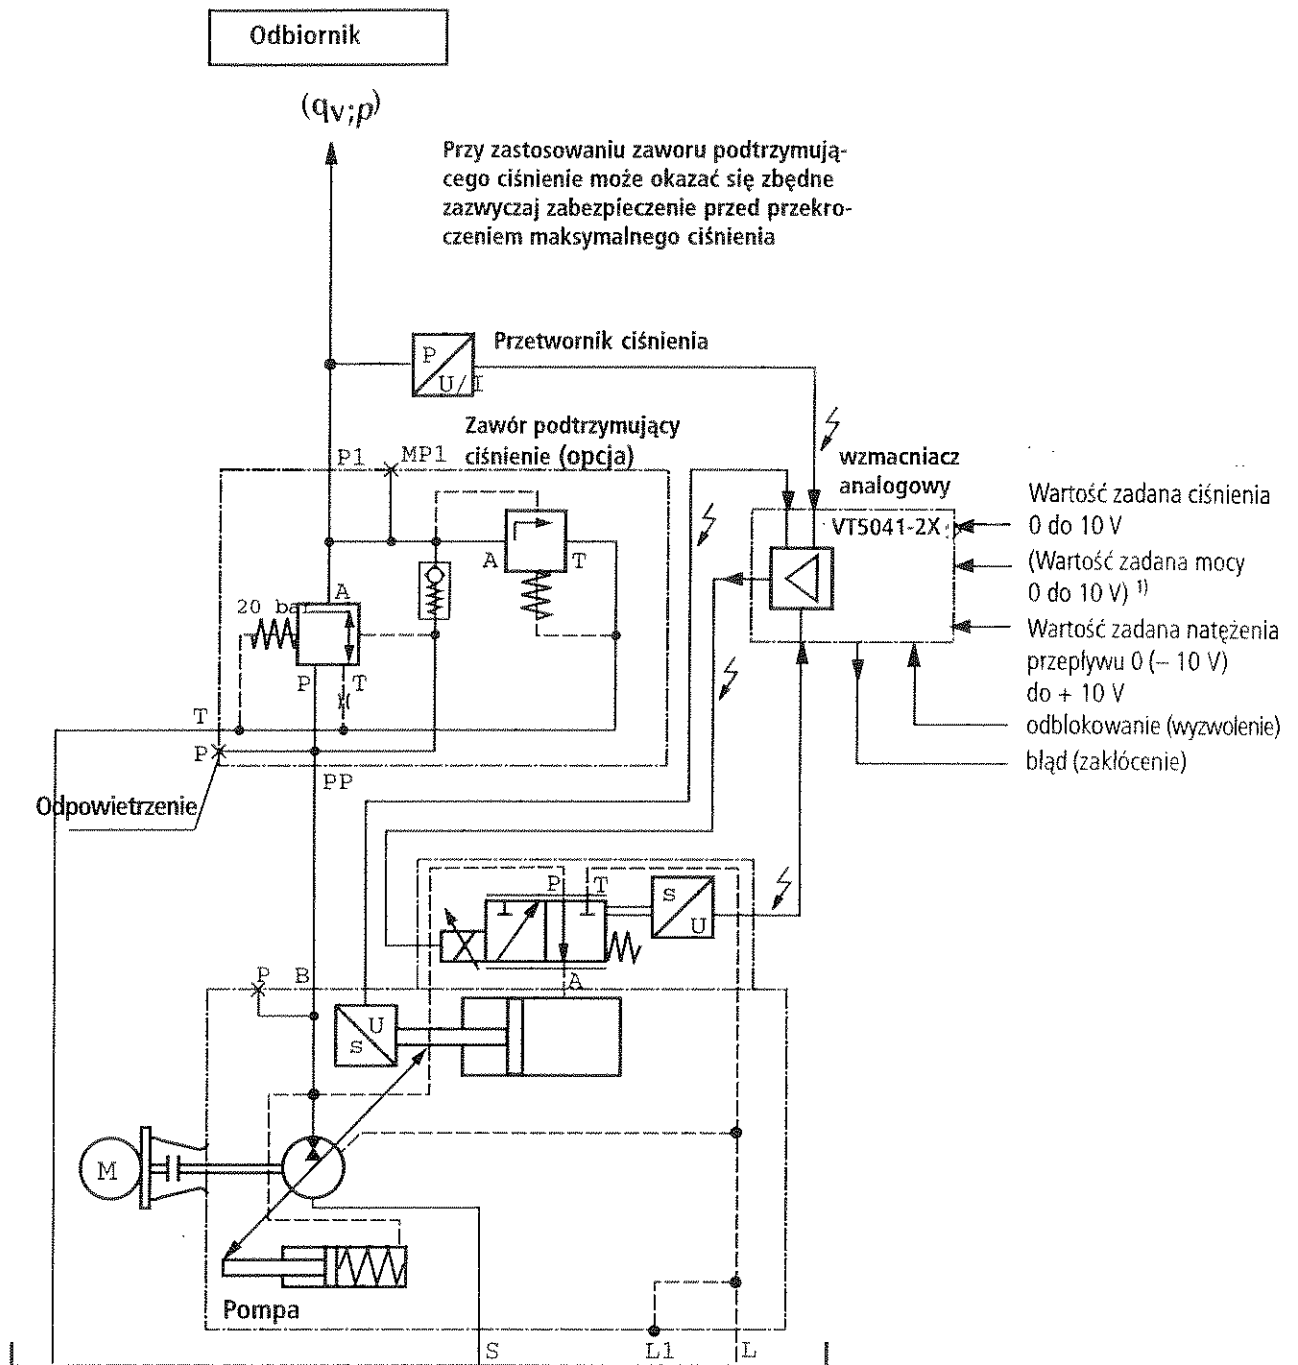 Odbiornik
(qv;p)
Przy zastosowaniu zaworu podtrzymują-
cego ciśnienie może okazać się zbędne
zazwyczaj zabezpieczenie przed przekro-
czeniem maksymalnego ciśnienia
P
U/I
Przetwornik ciśnienia
Zawór podtrzymujący
ciśnienie (opcja)
P1
MP1
wzmacniacz
analogowy
VT5041-2X
Wartość zadana ciśnienia
0 do 10 V
(Wartość zadana mocy
0 do 10 V) 1)
Wartość zadana natężenia
przepływu 0 (– 10 V)
do + 10 V
odblokowanie (wyzwolenie)
błąd (zakłócenie)
A
T
A
20 bar
P
T
T
P
PP
Odpowietrzenie
P
T
S
U
A
P
B
U
S
M
Pompa
S
L1
L